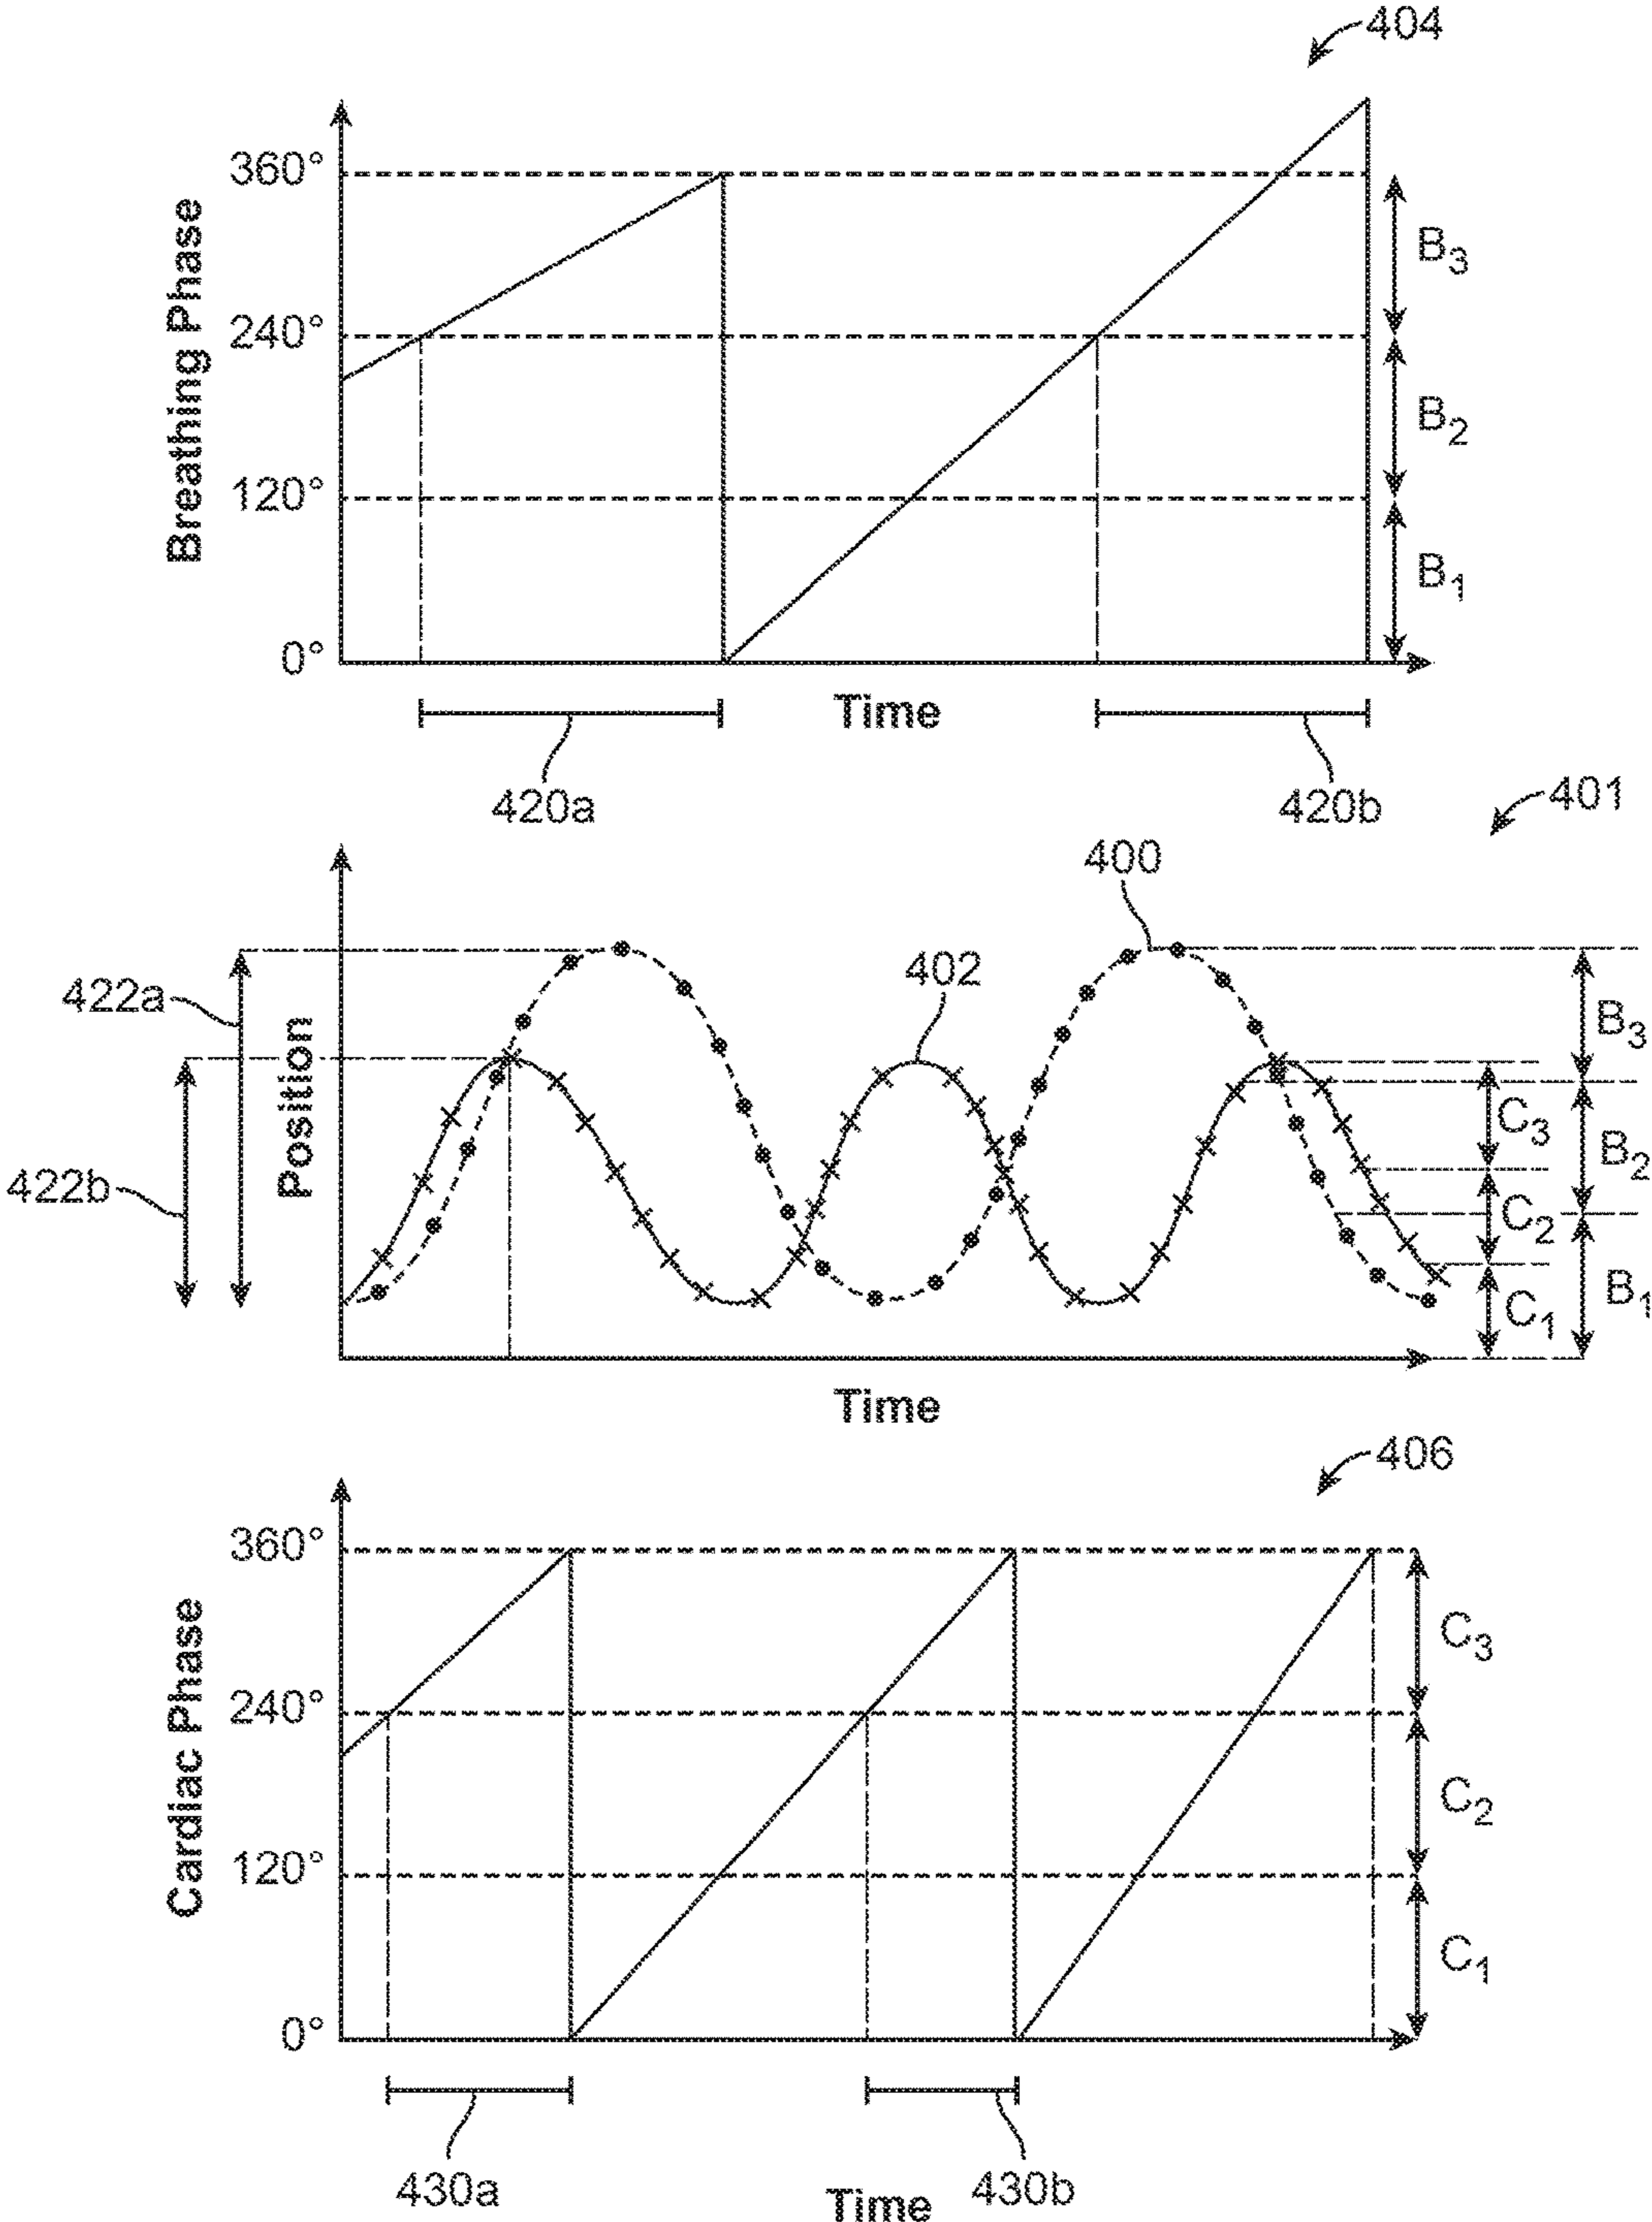 404
360°
B3
240°
B2
120°
B1
0°
Breathing Phase
Time
420a
420b
401
400
402
422a
422b
Position
B3
C3
B2
C2
B1
C1
Time
406
360°
C3
240°
C2
120°
C1
0°
Cardiac Phase
430a
430b
Time